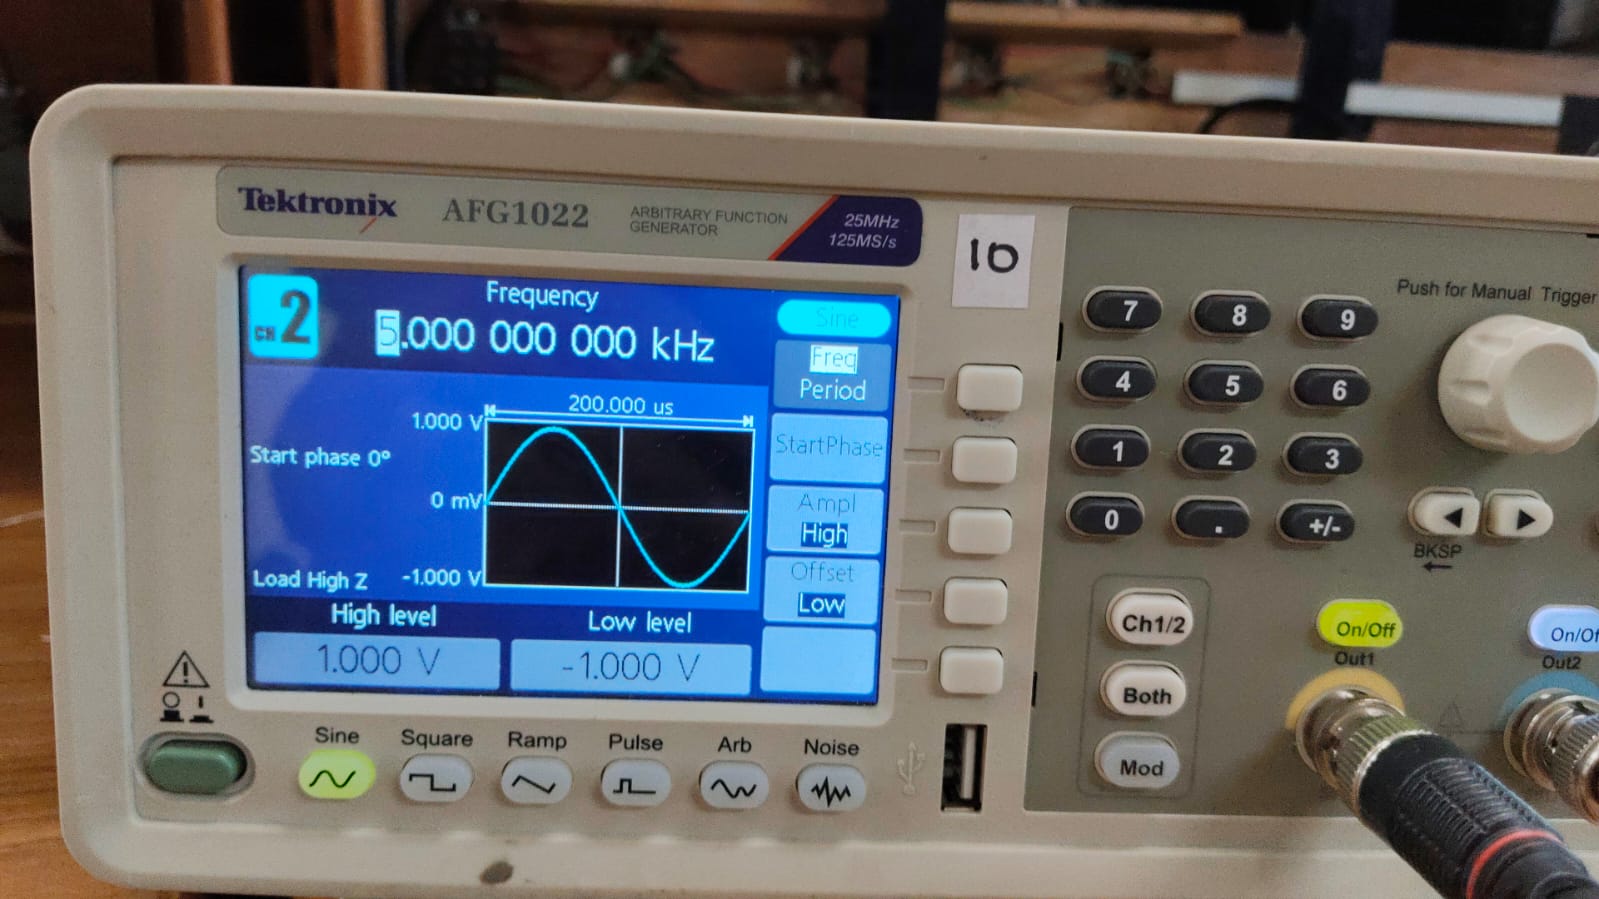 Tektronix AFG1022 ARBITRARY FUNCTION GENERATOR 25MHz 125MS/s
10
CH 2
Frequency
5.000 000 000 kHz
Sine
Freq
Period
StartPhase
Ampl
High
Offset
Low
200.000 us
1.000 V
Start phase 0°
0 mV
Load High Z
-1.000 V
High level
Low level
1.000 V
-1.000 V
Sine
Square
Ramp
Pulse
Arb
Noise
7 8 9
4 5 6
1 2 3
0 . +/-
Push for Manual Trigger
BKSP
Ch1/2
Both
Mod
On/Off
Out1
Out2